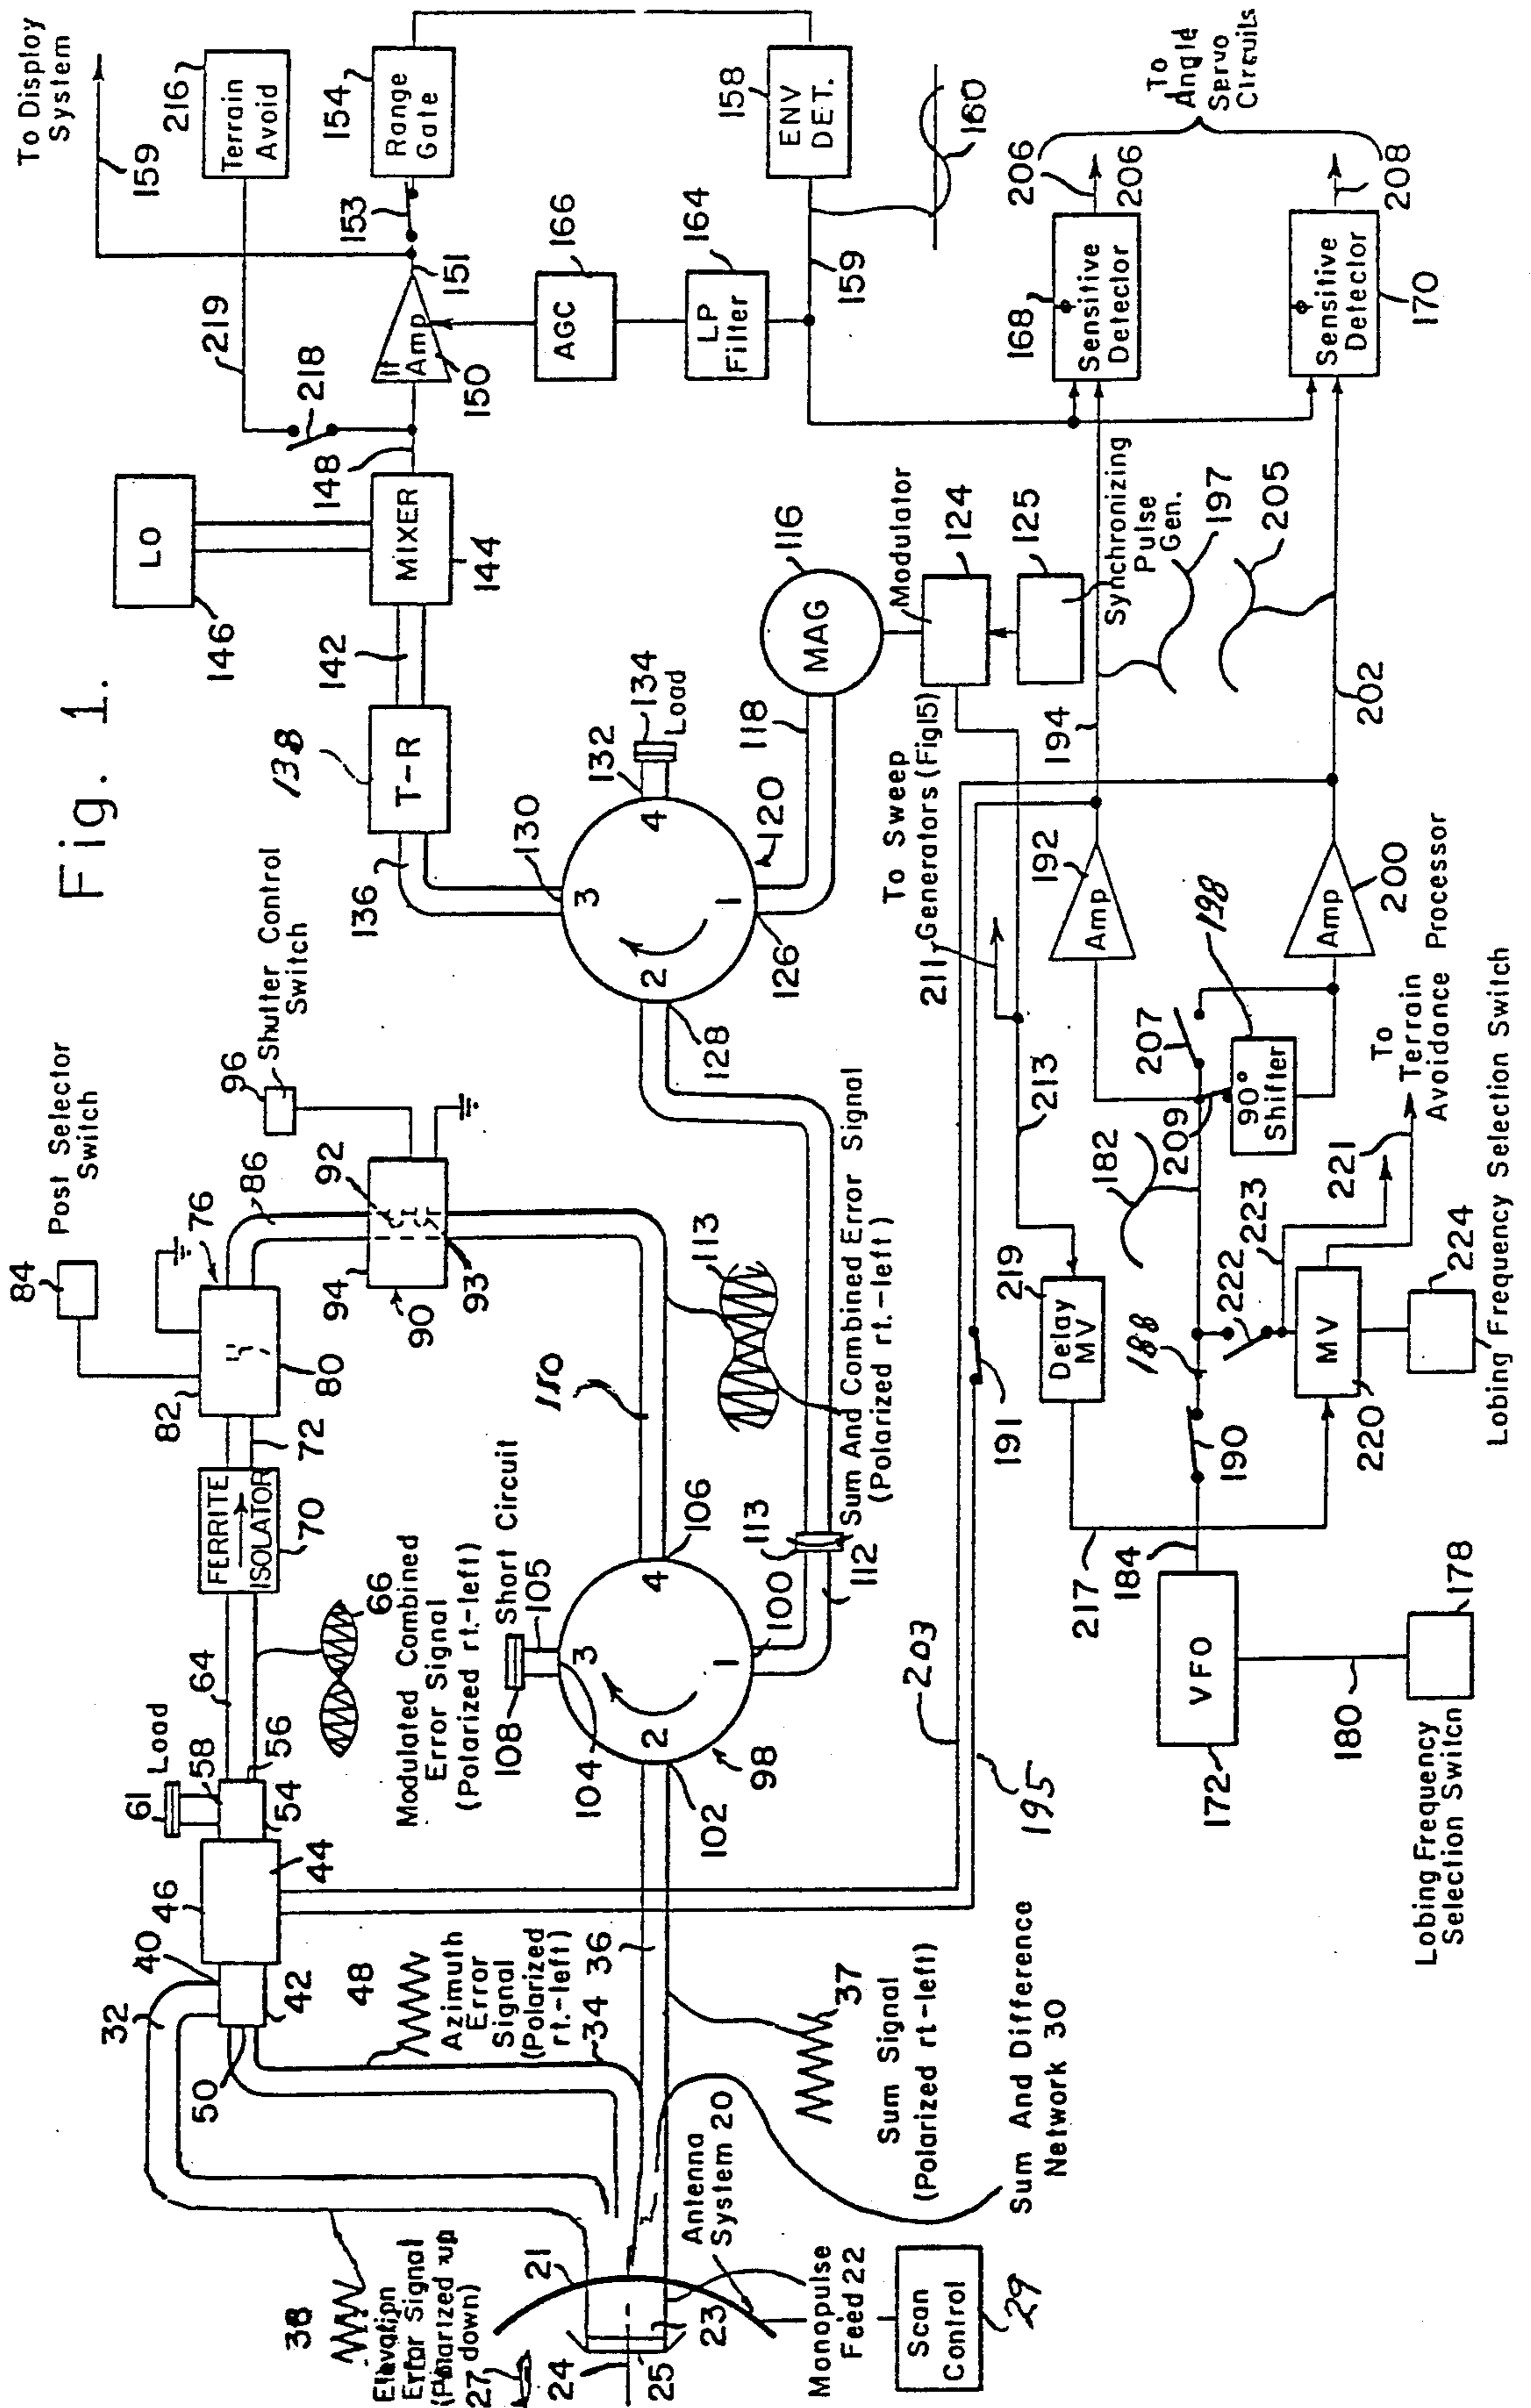 Fig. 1.
To Display
System
159
216
Terrain
Avoid
154
Range
Gate
153
219
218
151
IF
Amp
150
148
LO
146
MIXER
144
142
T-R
138
136
AGC
166
LP
Filter
164
ENV
DET.
158
159
160
130
3
132
134
Load
4
120
2
1
128
126
118
MAG
116
Modulator
124
125
Synchronizing
Pulse
Gen.
197
205
168
ϕ
Sensitive
Detector
206
206
To
Angle
Servo
Circuits
ϕ
Sensitive
Detector
170
208
Post Selector
Switch
84
96
Shutter Control
Switch
76
86
82
80
72
92
94
90
93
FERRITE
ISOLATOR
70
110
113
Sum And Combined Error Signal
(Polarized rt.-left)
64
66
Modulated Combined
Error Signal
(Polarized rt.-left)
61
Load
58
56
54
46
44
40
42
32
50
48
Azimuth
Error
Signal
(Polarized
rt.-left)
34
36
108
Short Circuit
105
104
3
4
106
2
1
102
98
100
113
112
38
Elevation
Error Signal
(Polarized up
down)
27
21
24
25
23
Antenna
System 20
Monopulse
Feed 22
Scan
Control
29
37
Sum Signal
(Polarized rt-left)
Sum And Difference
Network 30
To Sweep
Generators (Fig15)
211
213
194
192
Amp
202
200
Amp
207
198
90°
Shifter
209
182
203
195
191
219
Delay
MV
188
190
222
223
221
To
Terrain
Avoidance Processor
MV
220
224
Lobing Frequency Selection Switch
217
184
VFO
172
180
178
Lobing Frequency
Selection Switch